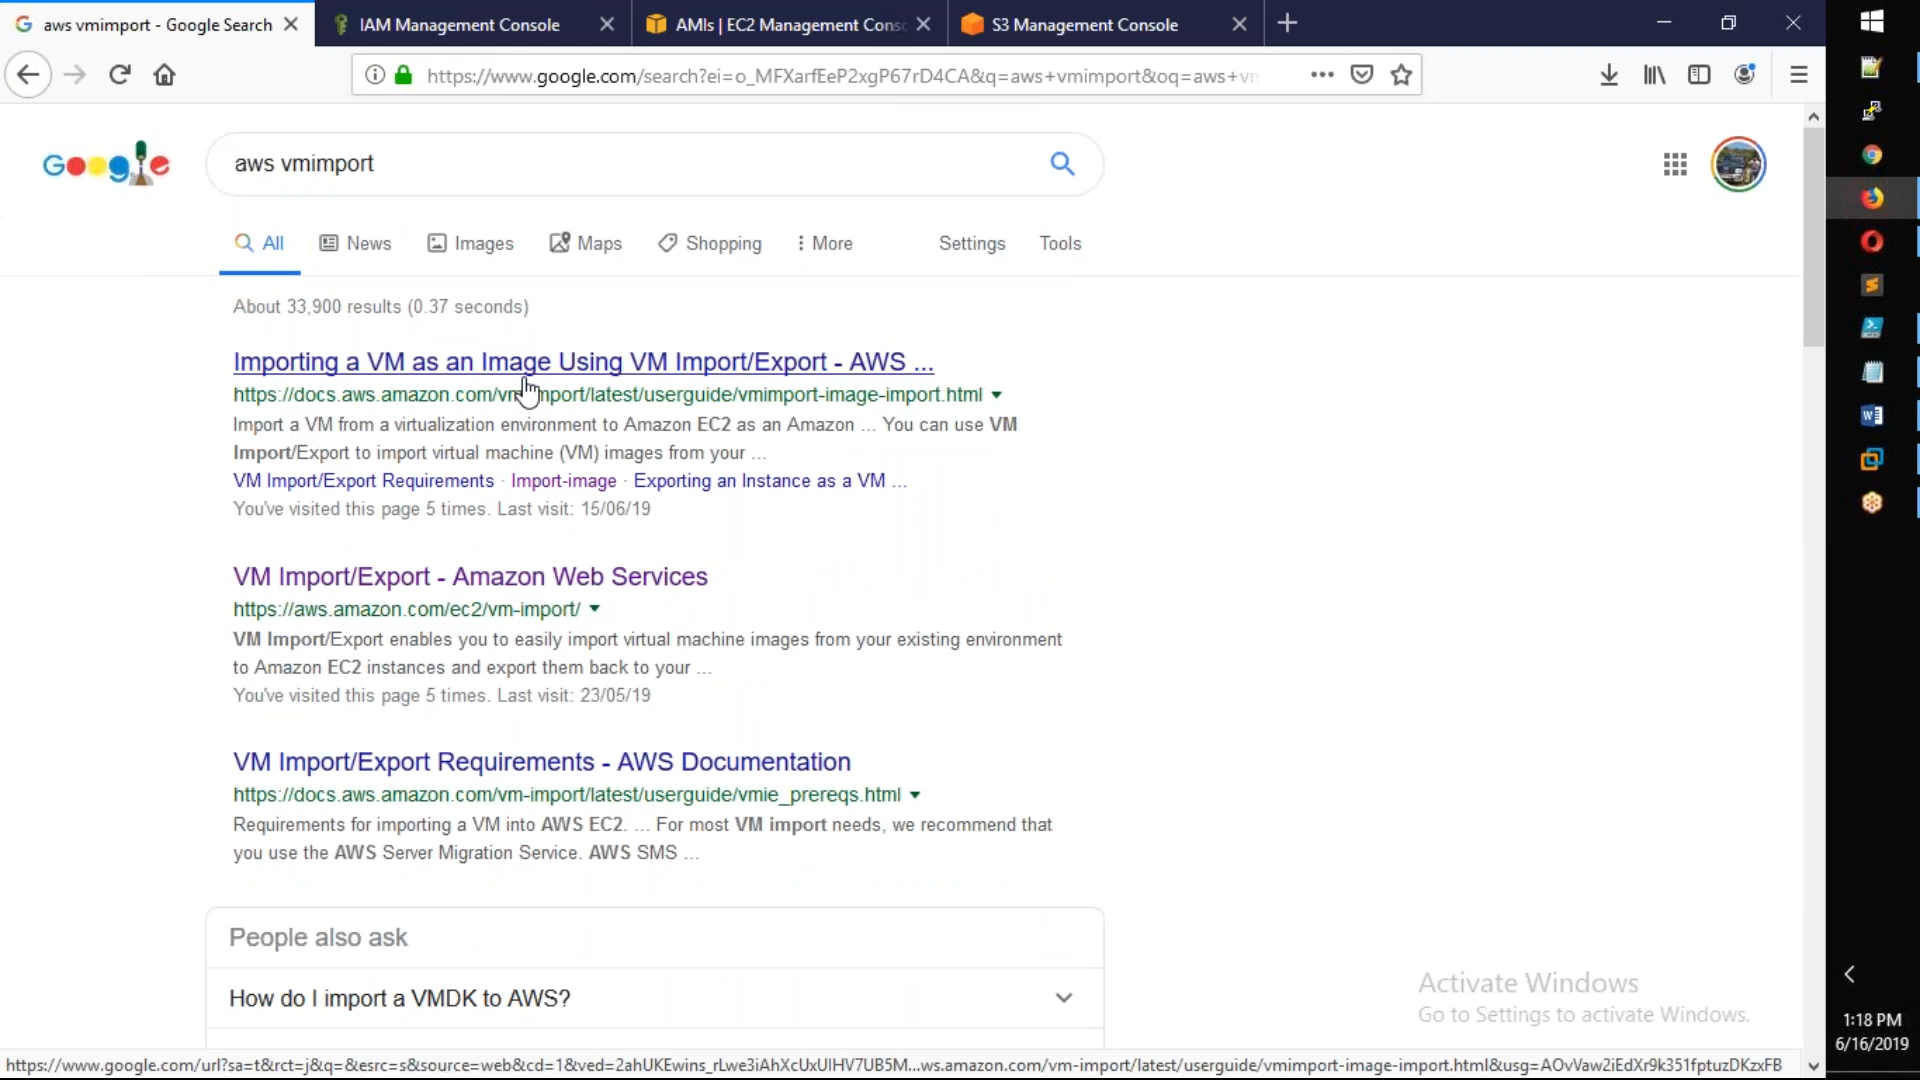 aws vmimport - Google Search
IAM Management Console
AMIs | EC2 Management Cons
S3 Management Console
https://www.google.com/search?ei=o_MFXarfEeP2xgP67rD4CA&q=aws+vmimport&oq=aws+vm
Google
aws vmimport
All
News
Images
Maps
Shopping
More
Settings
Tools
About 33,900 results (0.37 seconds)
Importing a VM as an Image Using VM Import/Export - AWS ...
https://docs.aws.amazon.com/vm-import/latest/userguide/vmimport-image-import.html
Import a VM from a virtualization environment to Amazon EC2 as an Amazon ... You can use VM
Import/Export to import virtual machine (VM) images from your ...
VM Import/Export Requirements · Import-image · Exporting an Instance as a VM ...
You've visited this page 5 times. Last visit: 15/06/19
VM Import/Export - Amazon Web Services
https://aws.amazon.com/ec2/vm-import/
VM Import/Export enables you to easily import virtual machine images from your existing environment
to Amazon EC2 instances and export them back to your ...
You've visited this page 5 times. Last visit: 23/05/19
VM Import/Export Requirements - AWS Documentation
https://docs.aws.amazon.com/vm-import/latest/userguide/vmie_prereqs.html
Requirements for importing a VM into AWS EC2. ... For most VM import needs, we recommend that
you use the AWS Server Migration Service. AWS SMS ...
People also ask
How do I import a VMDK to AWS?
Activate Windows
Go to Settings to activate Windows.
1:18 PM
6/16/2019
https://www.google.com/url?sa=t&rct=j&q=&esrc=s&source=web&cd=1&ved=2ahUKEwins_rLwe3iAhXcUxUIHV7UB5M...ws.amazon.com/vm-import/latest/userguide/vmimport-image-import.html&usg=AOvVaw2iEdXr9k351fptuzDKzxFB